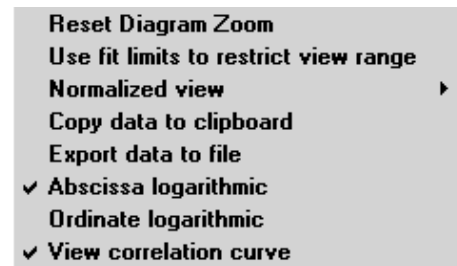 Reset Diagram Zoom
Use fit limits to restrict view range
Normalized view
Copy data to clipboard
Export data to file
Abscissa logarithmic
Ordinate logarithmic
View correlation curve